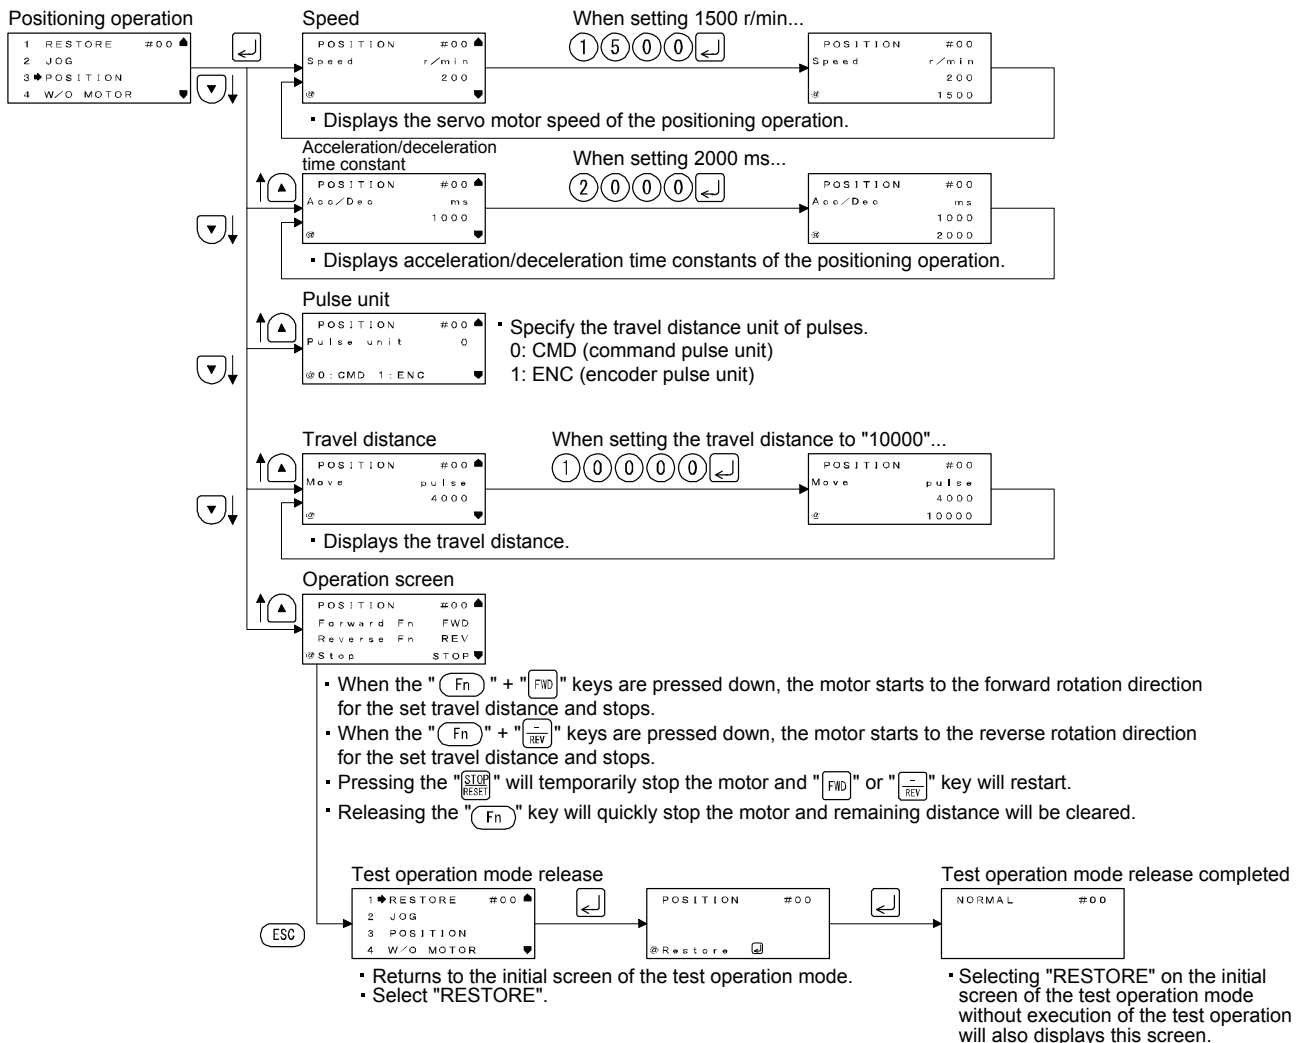 Positioning operation
1 RESTORE #00
2 JOG
3 POSITION
4 W/O MOTOR
Speed
POSITION #00
Speed r/min
200
@
When setting 1500 r/min...
1 5 0 0
POSITION #00
Speed r/min
200
@ 1500
Displays the servo motor speed of the positioning operation.
Acceleration/deceleration
time constant
POSITION #00
Acc/Dec ms
1000
@
When setting 2000 ms...
2 0 0 0
POSITION #00
Acc/Dec ms
1000
@ 2000
Displays acceleration/deceleration time constants of the positioning operation.
Pulse unit
POSITION #00
Pulse unit 0
@0:CMD 1:ENC
Specify the travel distance unit of pulses.
0: CMD (command pulse unit)
1: ENC (encoder pulse unit)
Travel distance
POSITION #00
Move pulse
4000
@
When setting the travel distance to "10000"...
1 0 0 0 0
POSITION #00
Move pulse
4000
@ 10000
Displays the travel distance.
Operation screen
POSITION #00
Forward Fn FWD
Reverse Fn REV
@Stop STOP
When the "Fn" + "FWD" keys are pressed down, the motor starts to the forward rotation direction
for the set travel distance and stops.
When the "Fn" + "- REV" keys are pressed down, the motor starts to the reverse rotation direction
for the set travel distance and stops.
Pressing the "STOP RESET" will temporarily stop the motor and "FWD" or "- REV" key will restart.
Releasing the "Fn" key will quickly stop the motor and remaining distance will be cleared.
ESC
Test operation mode release
1 RESTORE #00
2 JOG
3 POSITION
4 W/O MOTOR
POSITION #00
@Restore
Test operation mode release completed
NORMAL #00
Returns to the initial screen of the test operation mode.
Select "RESTORE".
Selecting "RESTORE" on the initial
screen of the test operation mode
without execution of the test operation
will also displays this screen.